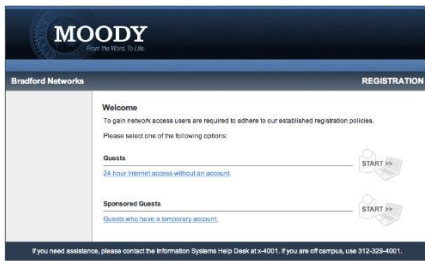 MOODY
From the Word. To Life.
Bradford Networks
REGISTRATION
Welcome
To gain network access users are required to adhere to our established registration policies.
Please select one of the following options:
Guests
START >>
24 hour Internet access without an account.
Sponsored Guests
START >>
Guests who have a temporary account.
If you need assistance, please contact the Information Systems Help Desk at x-4001. If you are off campus, use 312-329-4001.